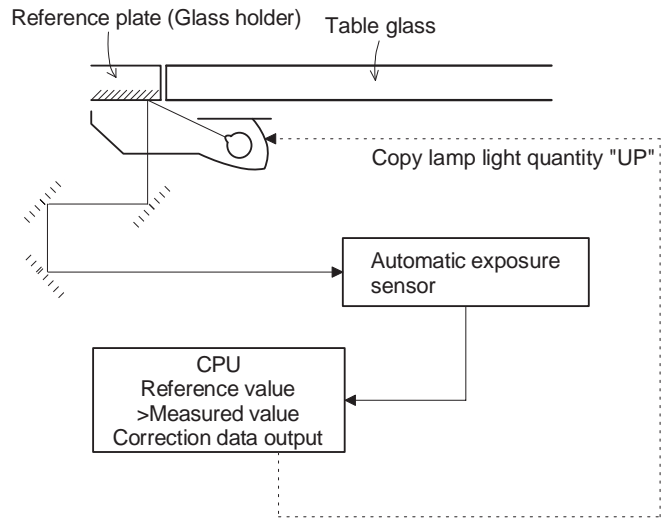 Reference plate (Glass holder)
Table glass
Copy lamp light quantity "UP"
Automatic exposure
sensor
CPU
Reference value
>Measured value
Correction data output